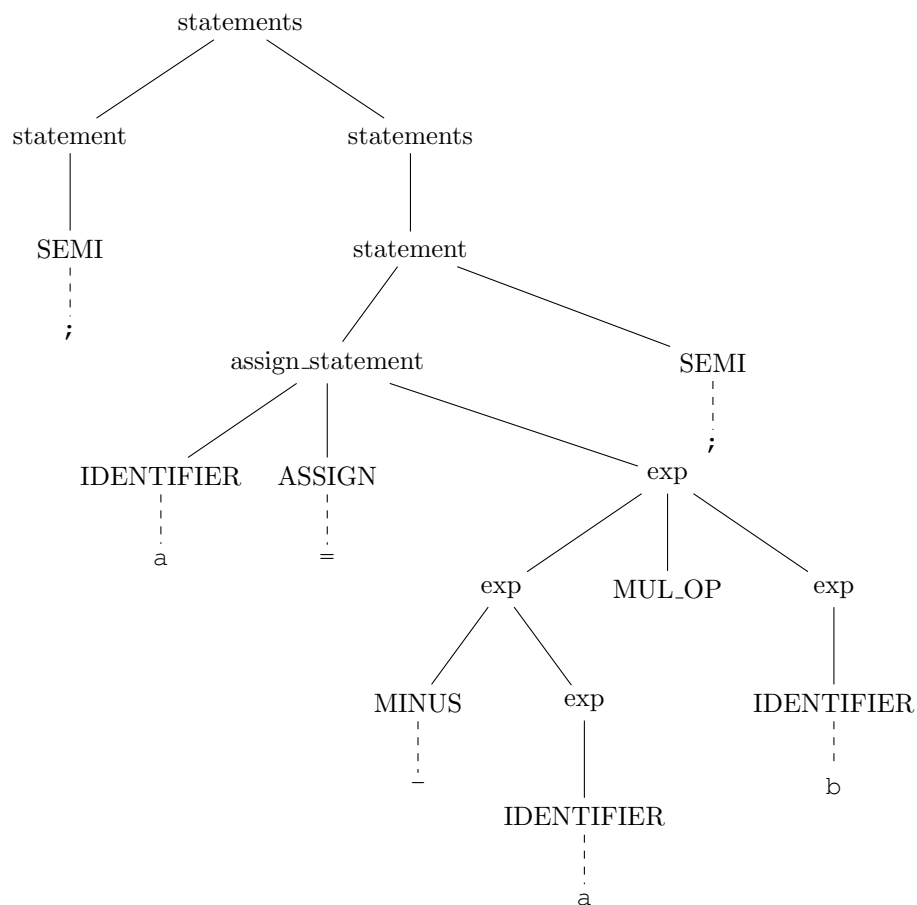 statements
statement statements
SEMI statement
;
assign_statement SEMI
;
IDENTIFIER ASSIGN exp
a =
exp MUL_OP exp
MINUS exp IDENTIFIER
- b
IDENTIFIER
a